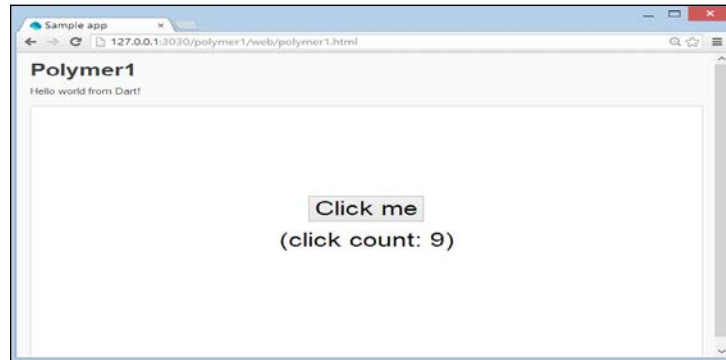 Sample app
127.0.0.1:3030/polymer1/web/polymer1.html
Polymer1
Hello world from Dart!
Click me
(click count: 9)